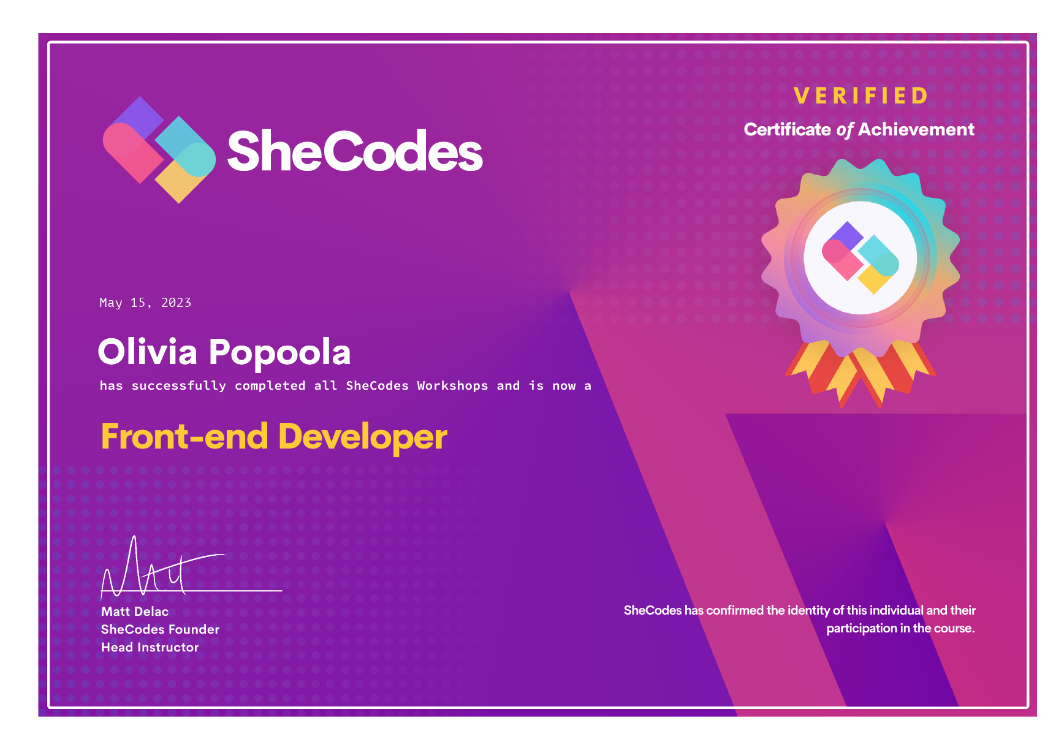 SheCodes
VERIFIED
Certificate of Achievement
May 15, 2023
Olivia Popoola
has successfully completed all SheCodes Workshops and is now a
Front-end Developer
Matt
Matt Delac
SheCodes Founder
Head Instructor
SheCodes has confirmed the identity of this individual and their
participation in the course.